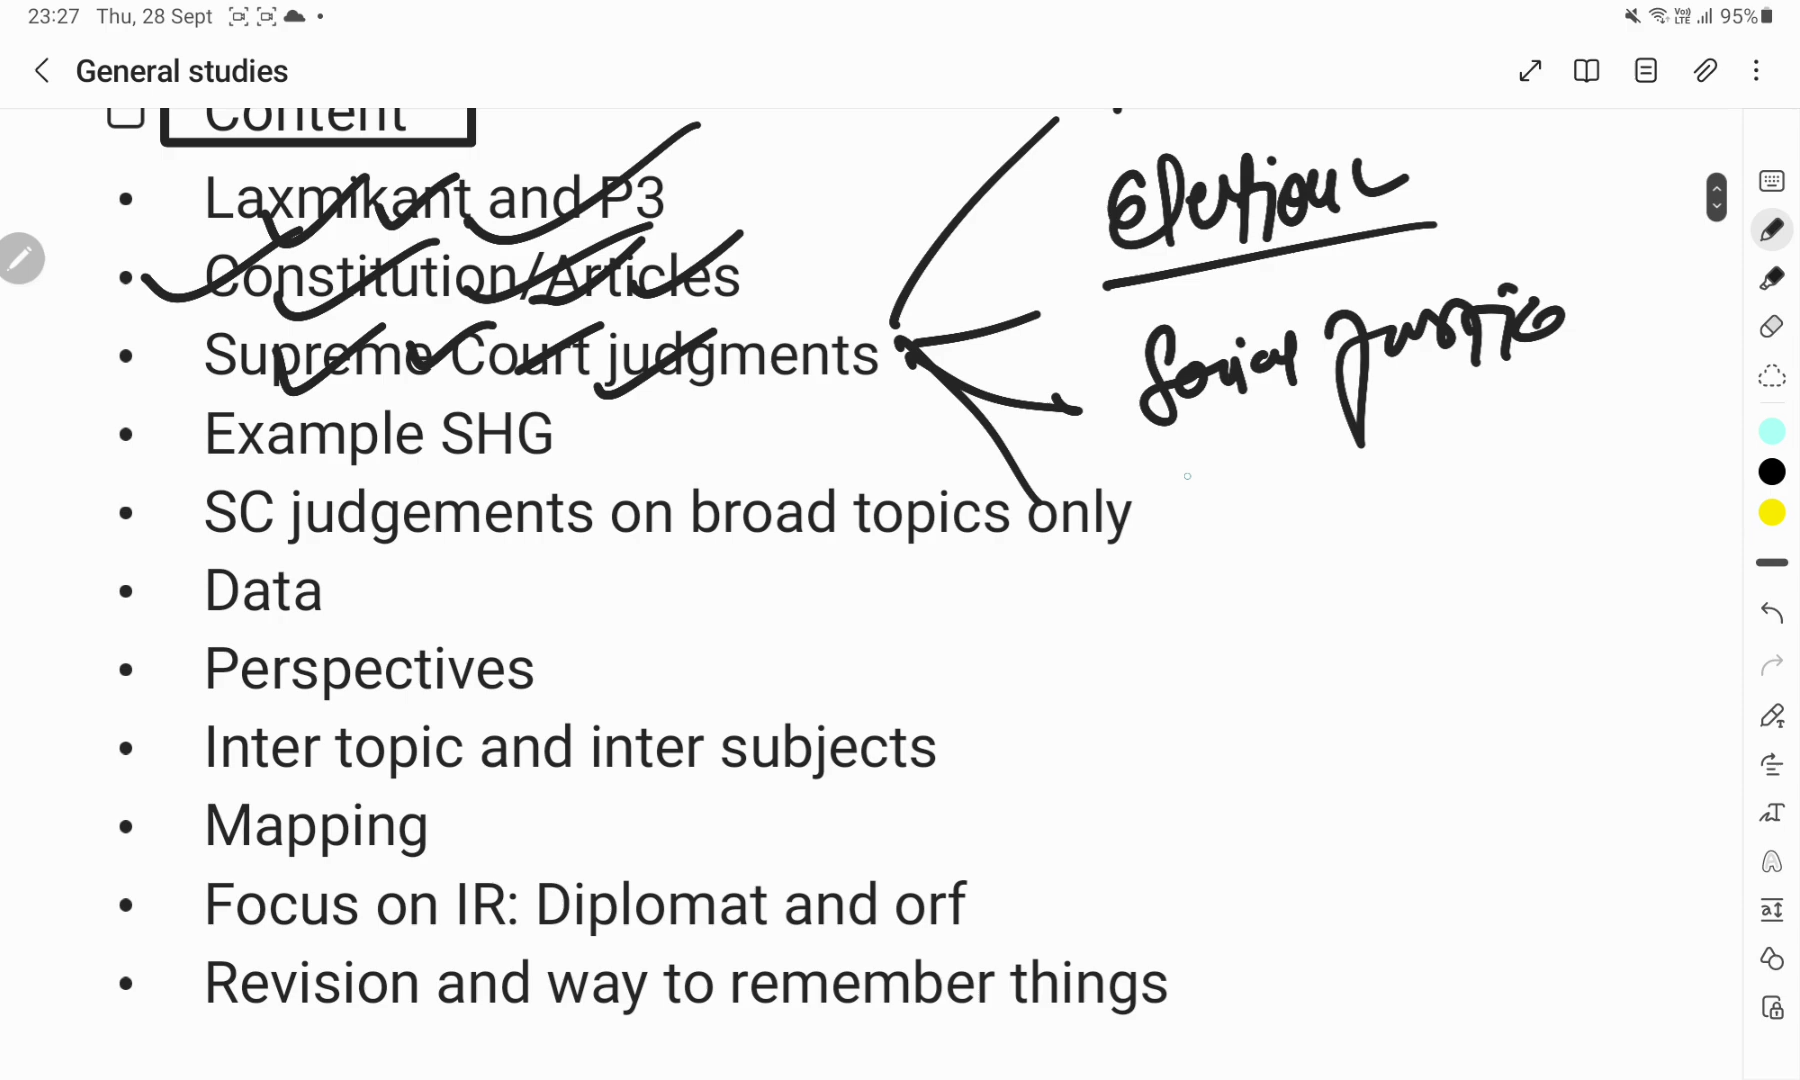 23:27 Thu, 28 Sept 95%
General studies
Content
Laxmikant and P3
Constitution/Articles
Supreme Court judgments
Example SHG
SC judgements on broad topics only
Data
Perspectives
Inter topic and inter subjects
Mapping
Focus on IR: Diplomat and orf
Revision and way to remember things
Election
Social Justice